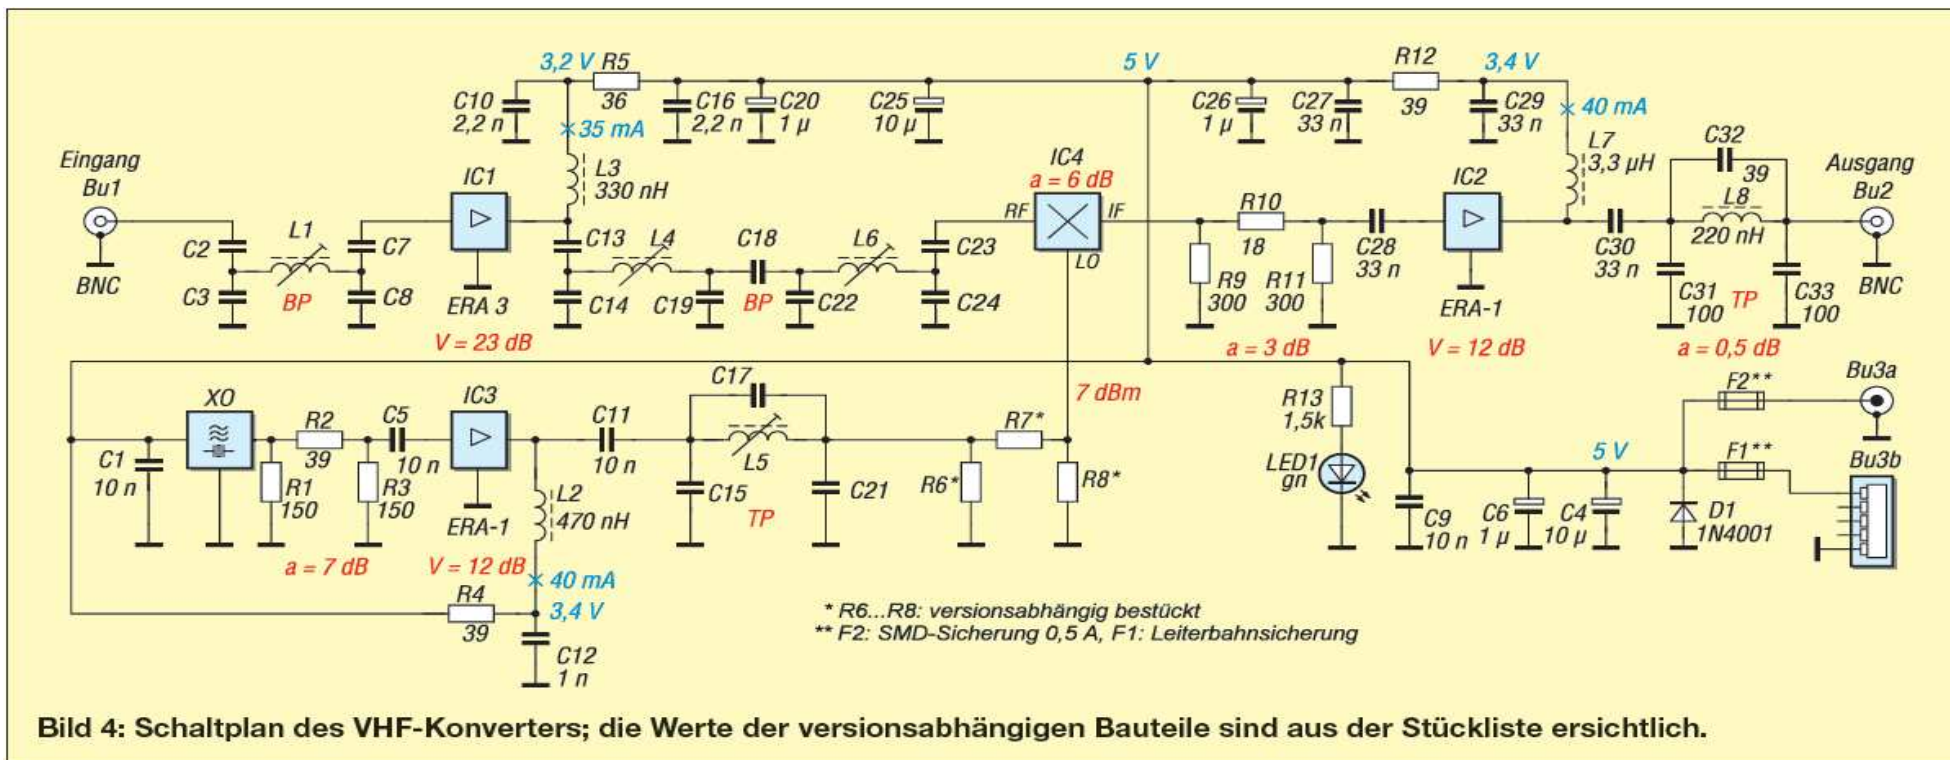 3,2 V R5
36
C10
2,2 n
35 mA
C16
2,2 n
C20
1 µ
C25
10 µ
5 V
C26
1 µ
C27
33 n
R12
39
3,4 V
C29
33 n
40 mA
L7
3,3 µH
C32
39
L8
220 nH
Eingang
Bu1
BNC
C2
C3
L1
BP
C7
C8
IC1
ERA 3
V = 23 dB
L3
330 nH
C13
C14
L4
C18
C19
BP
C22
L6
C23
C24
IC4
a = 6 dB
RF
IF
LO
R10
18
R9
300
R11
300
a = 3 dB
C28
33 n
IC2
ERA-1
V = 12 dB
C30
33 n
C31
100
TP
C33
100
a = 0,5 dB
Ausgang
Bu2
BNC
XO
C1
10 n
R2
39
R1
150
R3
150
a = 7 dB
C5
10 n
IC3
ERA-1
V = 12 dB
C11
10 n
L2
470 nH
40 mA
3,4 V
R4
39
C12
1 n
C17
L5
C15
TP
C21
R7*
R6*
R8*
7 dBm
R13
1,5k
LED1
gn
C9
10 n
C6
1 µ
C4
10 µ
5 V
D1
1N4001
F2**
F1**
Bu3a
Bu3b
* R6...R8: versionsabhängig bestückt
** F2: SMD-Sicherung 0,5 A, F1: Leiterbahnsicherung
Bild 4: Schaltplan des VHF-Konverters; die Werte der versionsabhängigen Bauteile sind aus der Stückliste ersichtlich.